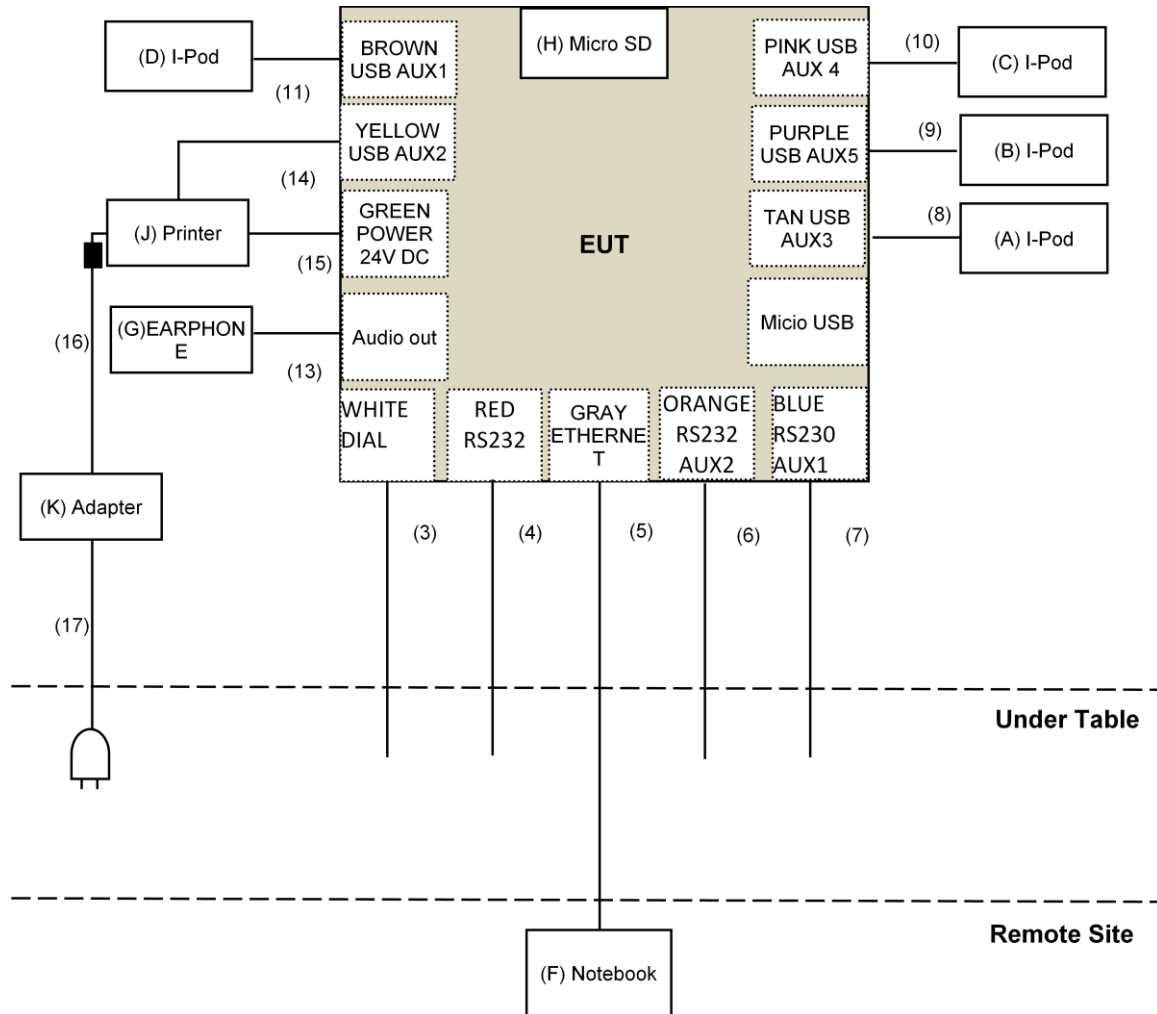 (H) Micro SD
(D) I-Pod
BROWN
USB AUX1
PINK USB
AUX 4
(10)
(C) I-Pod
(11)
YELLOW
USB AUX2
PURPLE
USB AUX5
(9)
(B) I-Pod
(14)
(J) Printer
GREEN
POWER
24V DC
EUT
TAN USB
AUX3
(8)
(A) I-Pod
(15)
(G)EARPHON
E
(16)
Audio out
Micio USB
(13)
WHITE
DIAL
RED
RS232
GRAY
ETHERNE
T
ORANGE
RS232
AUX2
BLUE
RS230
AUX1
(K) Adapter
(3)
(4)
(5)
(6)
(7)
(17)
Under Table
Remote Site
(F) Notebook